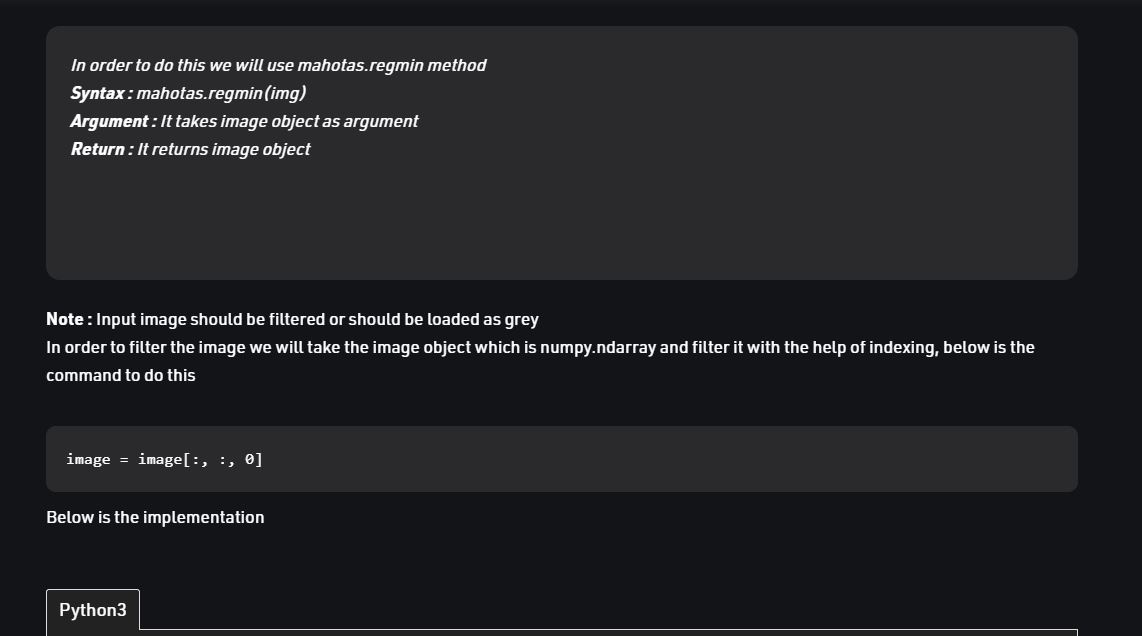 In order to do this we will use mahotas.regmin method
Syntax : mahotas.regmin(img)
Argument : It takes image object as argument
Return : It returns image object
Note : Input image should be filtered or should be loaded as grey
In order to filter the image we will take the image object which is numpy.ndarray and filter it with the help of indexing, below is the
command to do this
image = image[:, :, 0]
Below is the implementation
Python3